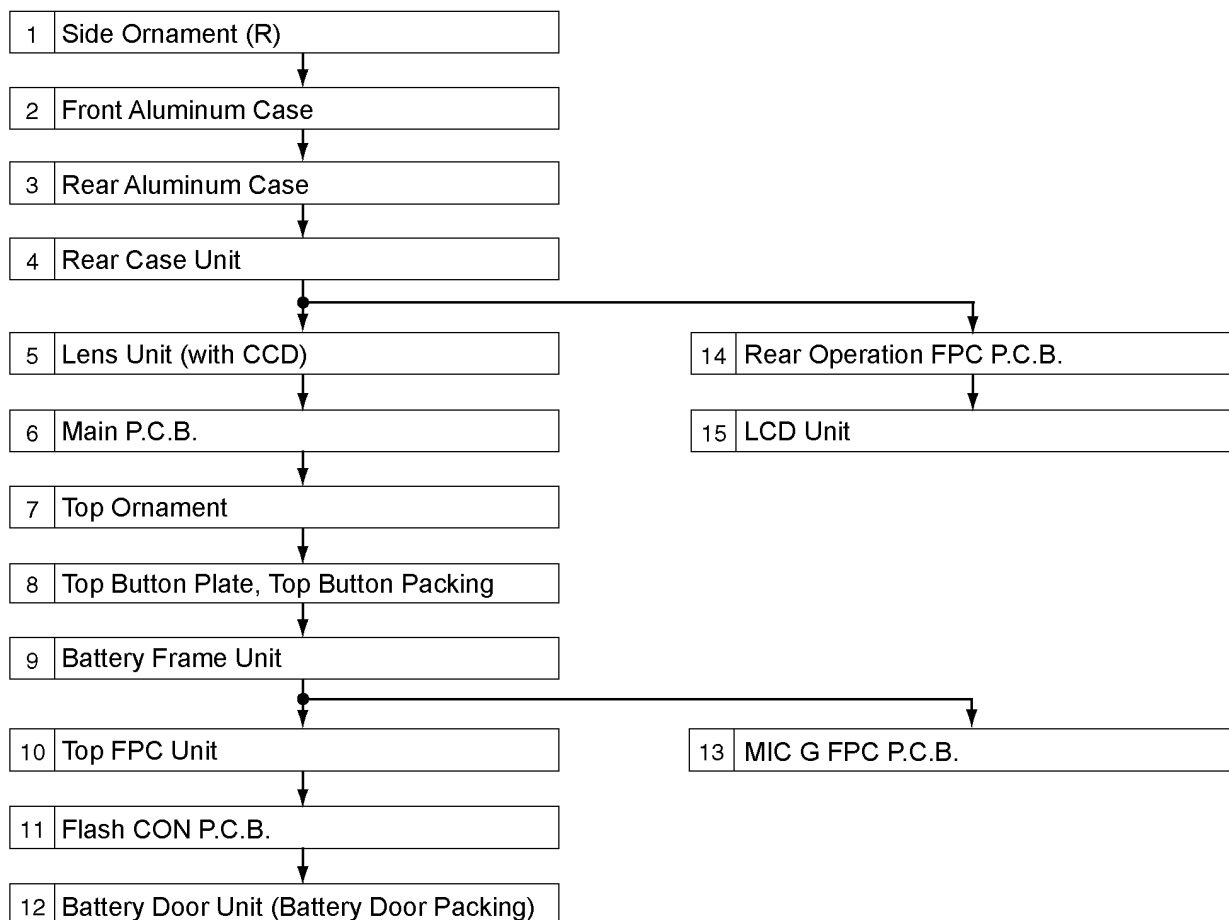 1 Side Ornament (R)
2 Front Aluminum Case
3 Rear Aluminum Case
4 Rear Case Unit
5 Lens Unit (with CCD)
14 Rear Operation FPC P.C.B.
6 Main P.C.B.
15 LCD Unit
7 Top Ornament
8 Top Button Plate, Top Button Packing
9 Battery Frame Unit
10 Top FPC Unit
13 MIC G FPC P.C.B.
11 Flash CON P.C.B.
12 Battery Door Unit (Battery Door Packing)